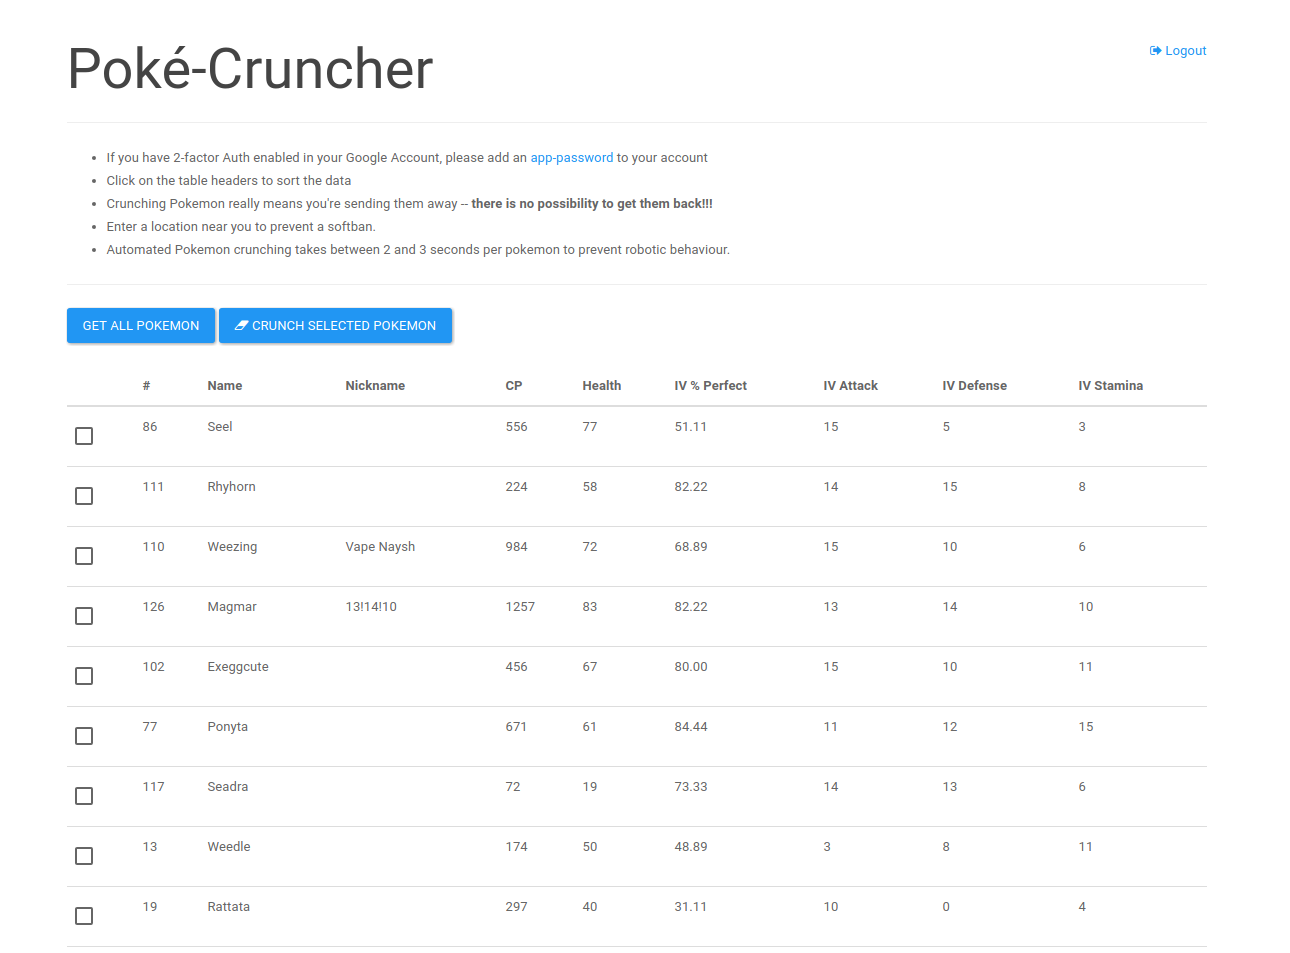 Poké-Cruncher
Logout
If you have 2-factor Auth enabled in your Google Account, please add an app-password to your account
Click on the table headers to sort the data
Crunching Pokemon really means you're sending them away -- there is no possibility to get them back!!!
Enter a location near you to prevent a softban.
Automated Pokemon crunching takes between 2 and 3 seconds per pokemon to prevent robotic behaviour.
GET ALL POKEMON CRUNCH SELECTED POKEMON
# Name Nickname CP Health IV % Perfect IV Attack IV Defense IV Stamina
86 Seel 556 77 51.11 15 5 3
111 Rhyhorn 224 58 82.22 14 15 8
110 Weezing Vape Naysh 984 72 68.89 15 10 6
126 Magmar 13!14!10 1257 83 82.22 13 14 10
102 Exeggcute 456 67 80.00 15 10 11
77 Ponyta 671 61 84.44 11 12 15
117 Seadra 72 19 73.33 14 13 6
13 Weedle 174 50 48.89 3 8 11
19 Rattata 297 40 31.11 10 0 4